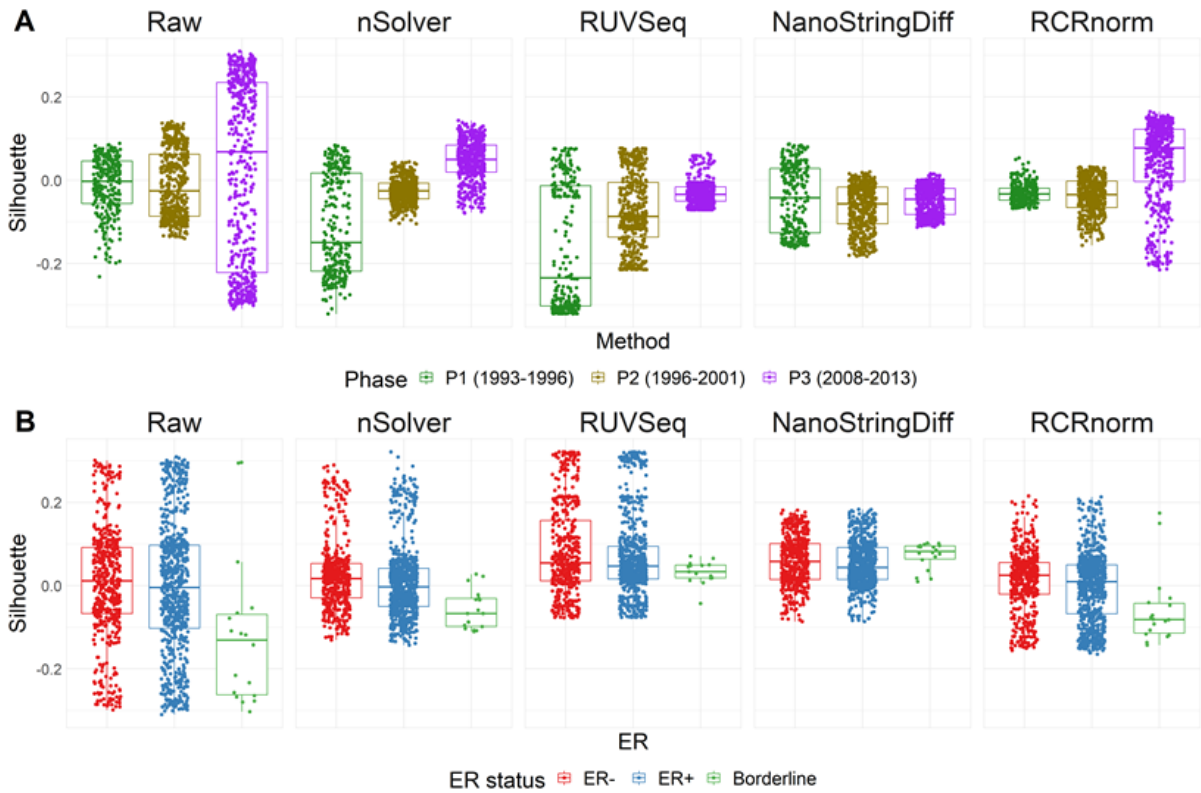 A
Raw nSolver RUVSeq NanoStringDiff RCRnorm
0.2
0.0
-0.2
Silhouette
Method
Phase P1 (1993-1996) P2 (1996-2001) P3 (2008-2013)
B
Raw nSolver RUVSeq NanoStringDiff RCRnorm
0.2
0.0
-0.2
Silhouette
ER
ER status ER- ER+ Borderline